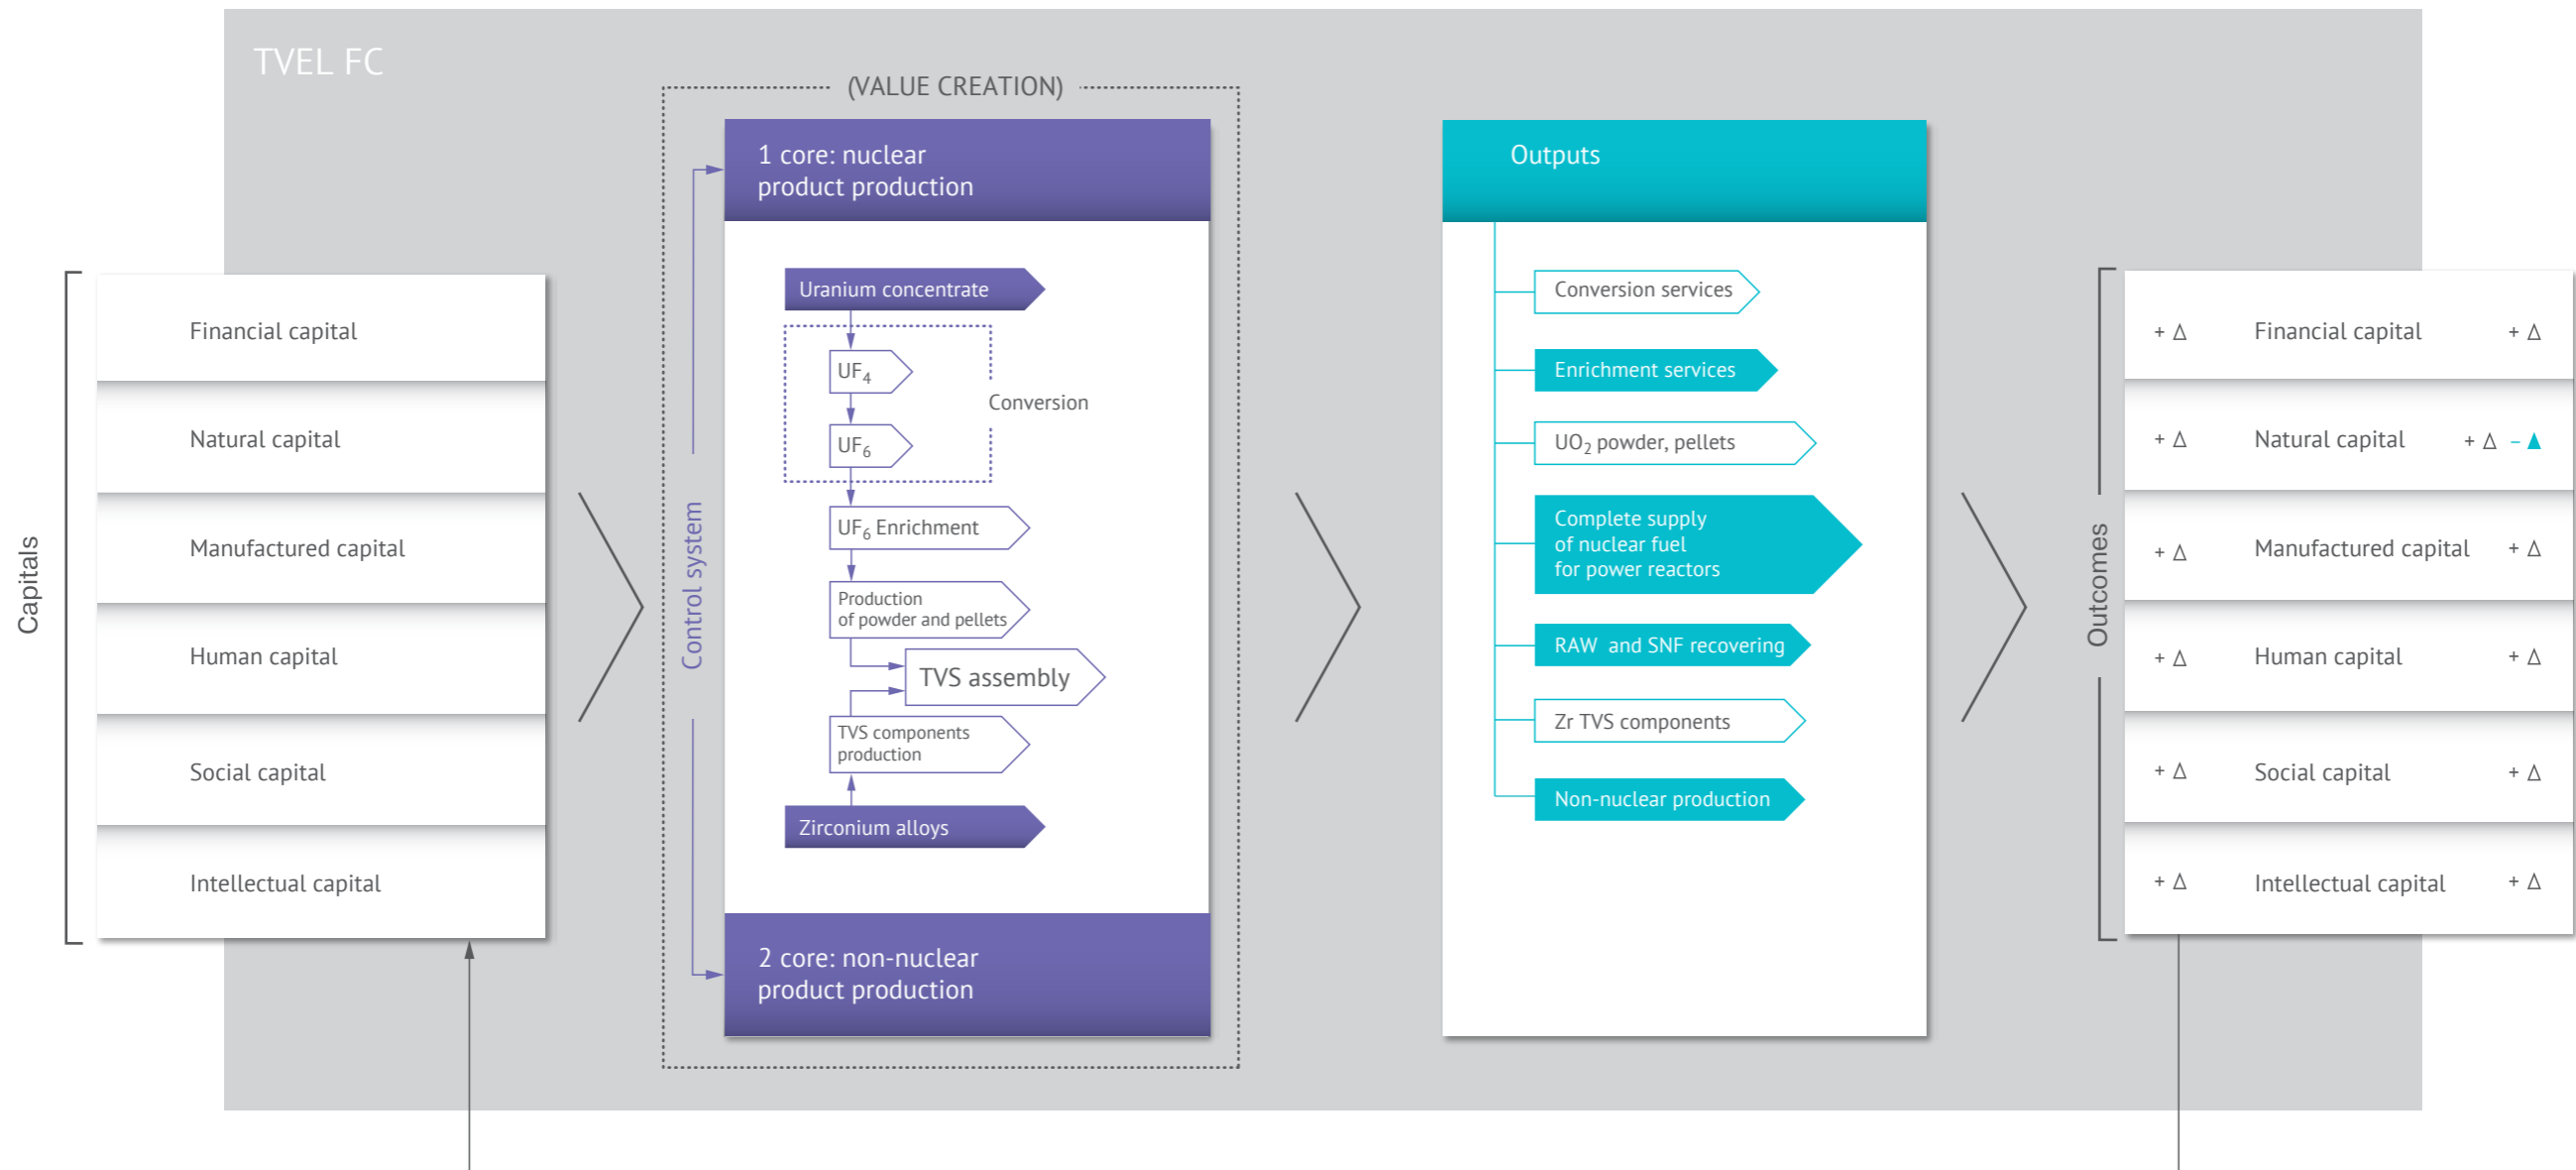 TVEL FC
(VALUE CREATION)
Capitals
Financial capital
Natural capital
Manufactured capital
Human capital
Social capital
Intellectual capital
Control system
1 core: nuclear
product production
Uranium concentrate
UF₄
UF₆
Conversion
UF₆ Enrichment
Production
of powder and pellets
TVS assembly
TVS components
production
Zirconium alloys
2 core: non-nuclear
product production
Outputs
Conversion services
Enrichment services
UO₂ powder, pellets
Complete supply
of nuclear fuel
for power reactors
RAW and SNF recovering
Zr TVS components
Non-nuclear production
Outcomes
+ Δ Financial capital + Δ
+ Δ Natural capital + Δ – ▲
+ Δ Manufactured capital + Δ
+ Δ Human capital + Δ
+ Δ Social capital + Δ
+ Δ Intellectual capital + Δ